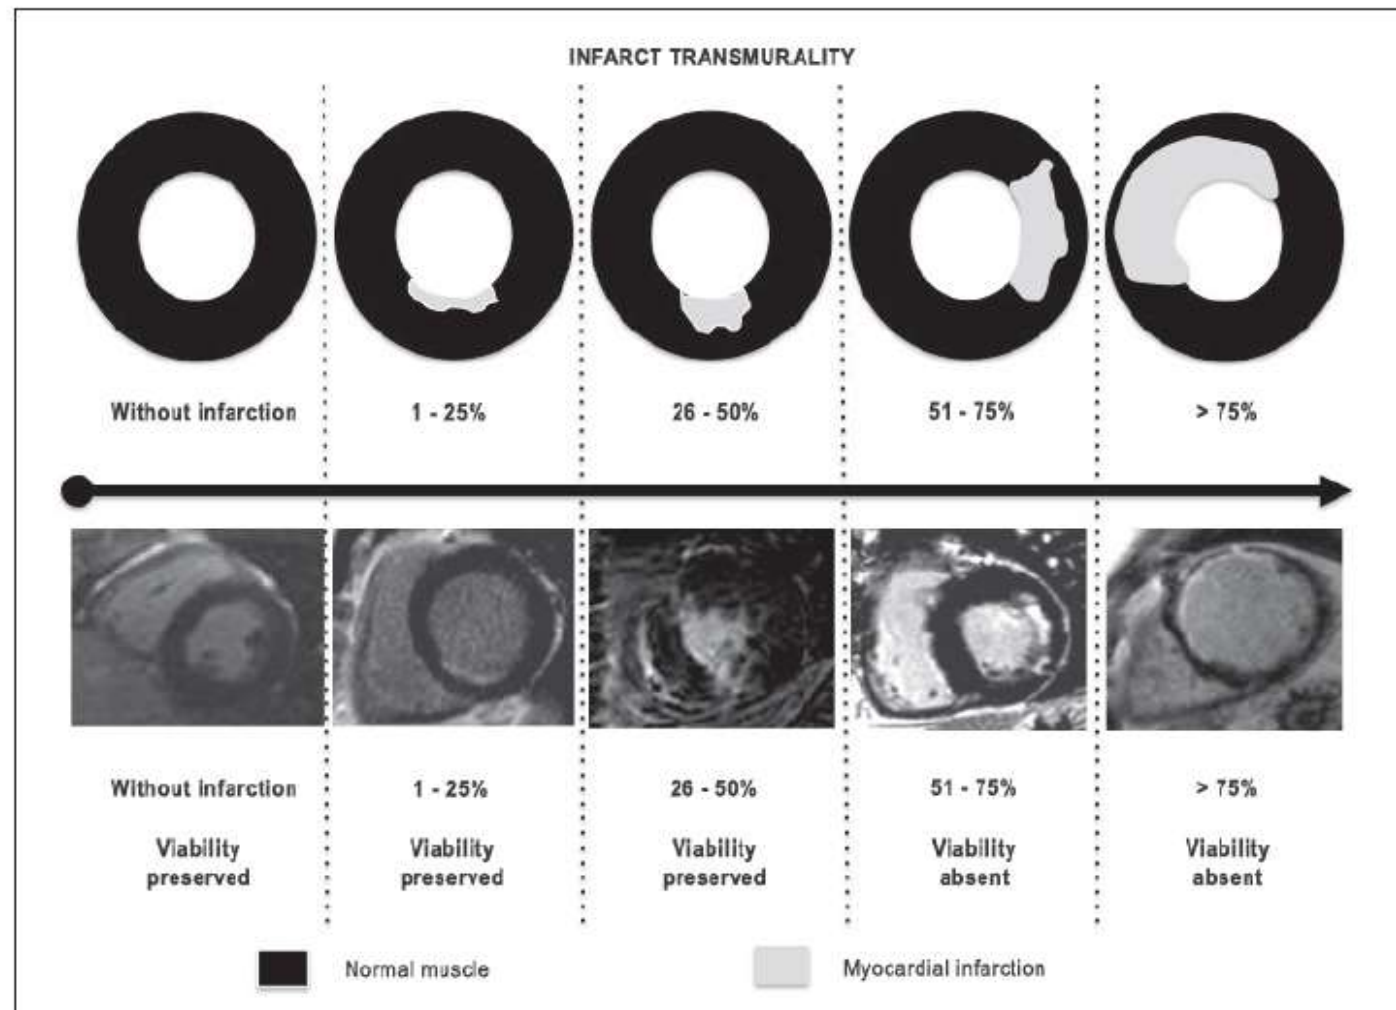 INFARCT TRANSMURALITY
Without infarction
1 - 25%
26 - 50%
51 - 75%
> 75%
Without infarction
1 - 25%
26 - 50%
51 - 75%
> 75%
Viability
preserved
Viability
preserved
Viability
preserved
Viability
absent
Viability
absent
Normal muscle
Myocardial infarction